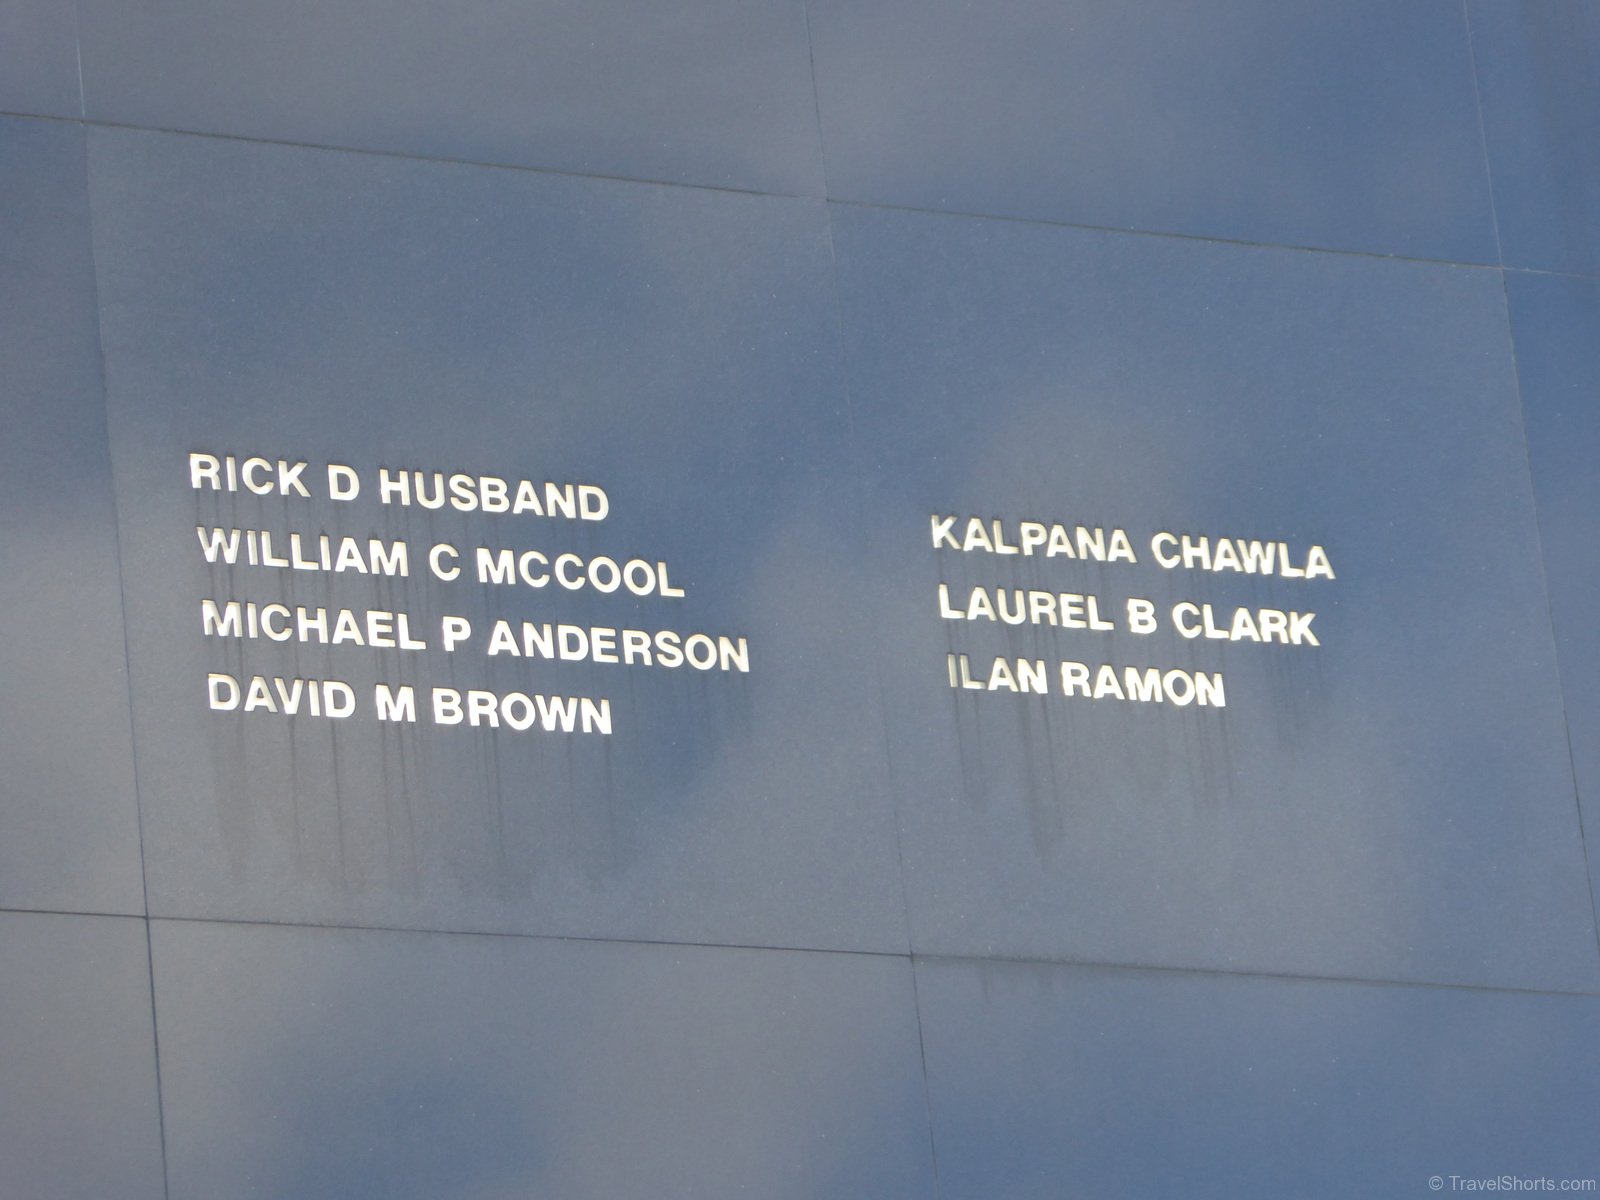 RICK D HUSBAND
WILLIAM C MCCOOL
MICHAEL P ANDERSON
DAVID M BROWN
KALPANA CHAWLA
LAUREL B CLARK
ILAN RAMON
© TravelShorts.com